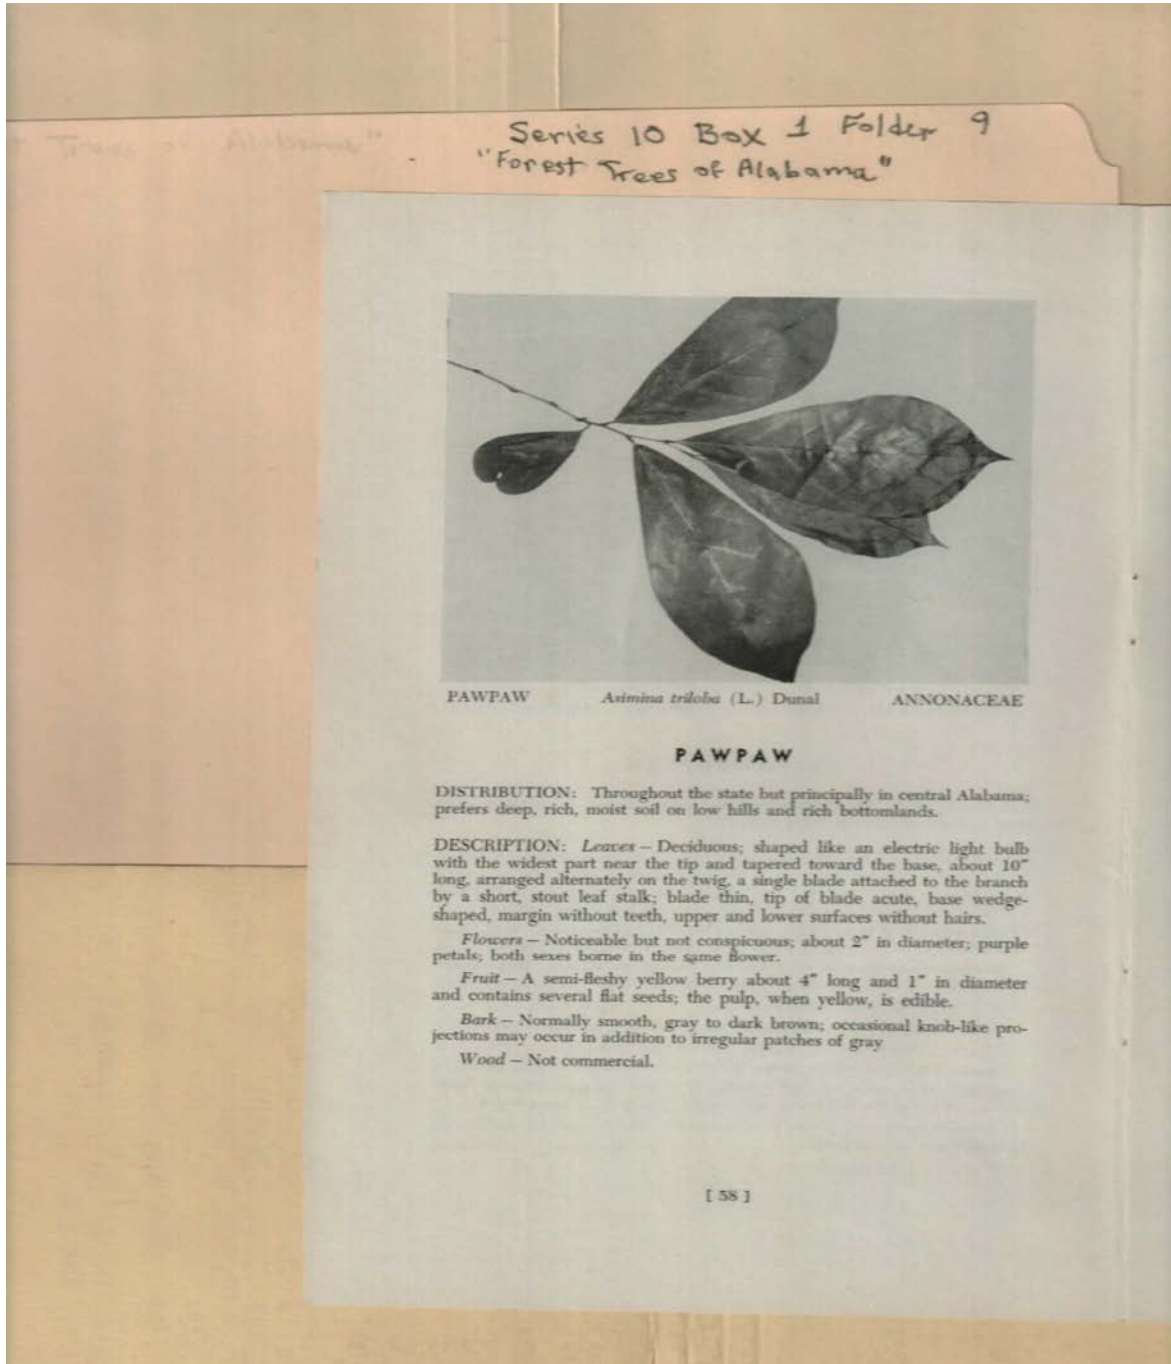 Series 10 Box 1 Folder 9
"Forest Trees of Alabama"
Trees of Alabama"
PAWPAW Asimina triloba (L.) Dunal ANNONACEAE
PAWPAW
DISTRIBUTION: Throughout the state but principally in central Alabama;
prefers deep, rich, moist soil on low hills and rich bottomlands.
DESCRIPTION: Leaves – Deciduous; shaped like an electric light bulb
with the widest part near the tip and tapered toward the base, about 10"
long, arranged alternately on the twig, a single blade attached to the branch
by a short, stout leaf stalk; blade thin, tip of blade acute, base wedge-
shaped, margin without teeth, upper and lower surfaces without hairs.
Flowers – Noticeable but not conspicuous; about 2" in diameter; purple
petals; both sexes borne in the same flower.
Fruit – A semi-fleshy yellow berry about 4" long and 1" in diameter
and contains several flat seeds; the pulp, when yellow, is edible.
Bark – Normally smooth, gray to dark brown; occasional knob-like pro-
jections may occur in addition to irregular patches of gray
Wood – Not commercial.
[ 58 ]